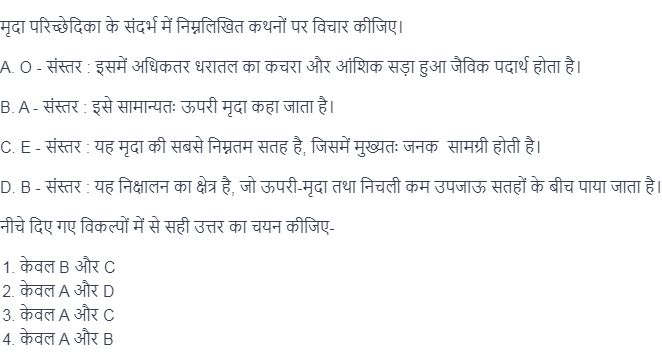 मृदा परिच्छेदिका के संदर्भ में निम्नलिखित कथनों पर विचार कीजिए।
A. O - संस्तर : इसमें अधिकतर धरातल का कचरा और आंशिक सड़ा हुआ जैविक पदार्थ होता है।
B. A - संस्तर : इसे सामान्यतः ऊपरी मृदा कहा जाता है।
C. E - संस्तर : यह मृदा की सबसे निम्नतम सतह है, जिसमें मुख्यतः जनक सामग्री होती है।
D. B - संस्तर : यह निक्षालन का क्षेत्र है, जो ऊपरी-मृदा तथा निचली कम उपजाऊ सतहों के बीच पाया जाता है।
नीचे दिए गए विकल्पों में से सही उत्तर का चयन कीजिए-
1. केवल B और C
2. केवल A और D
3. केवल A और C
4. केवल A और B